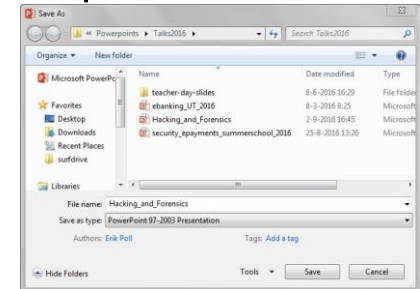 Save As
« Powerpoints ▸ Talks2016 ▸
Search Talks2016
Organize ▾ New folder
Microsoft PowerPc
Name Date modified Type
Favorites
Desktop
Downloads
Recent Places
surfdrive
Libraries
teacher-day-slides 8-6-2016 16:29 File folder
ebanking_UT_2016 8-3-2016 8:25 Microsoft
Hacking_and_Forensics 2-9-2016 16:45 Microsoft
security_epayments_summerschool_2016 25-8-2016 13:26 Microsoft
File name: Hacking_and_Forensics
Save as type: PowerPoint 97-2003 Presentation
Authors: Erik Poll Tags: Add a tag
Hide Folders Tools ▾ Save Cancel